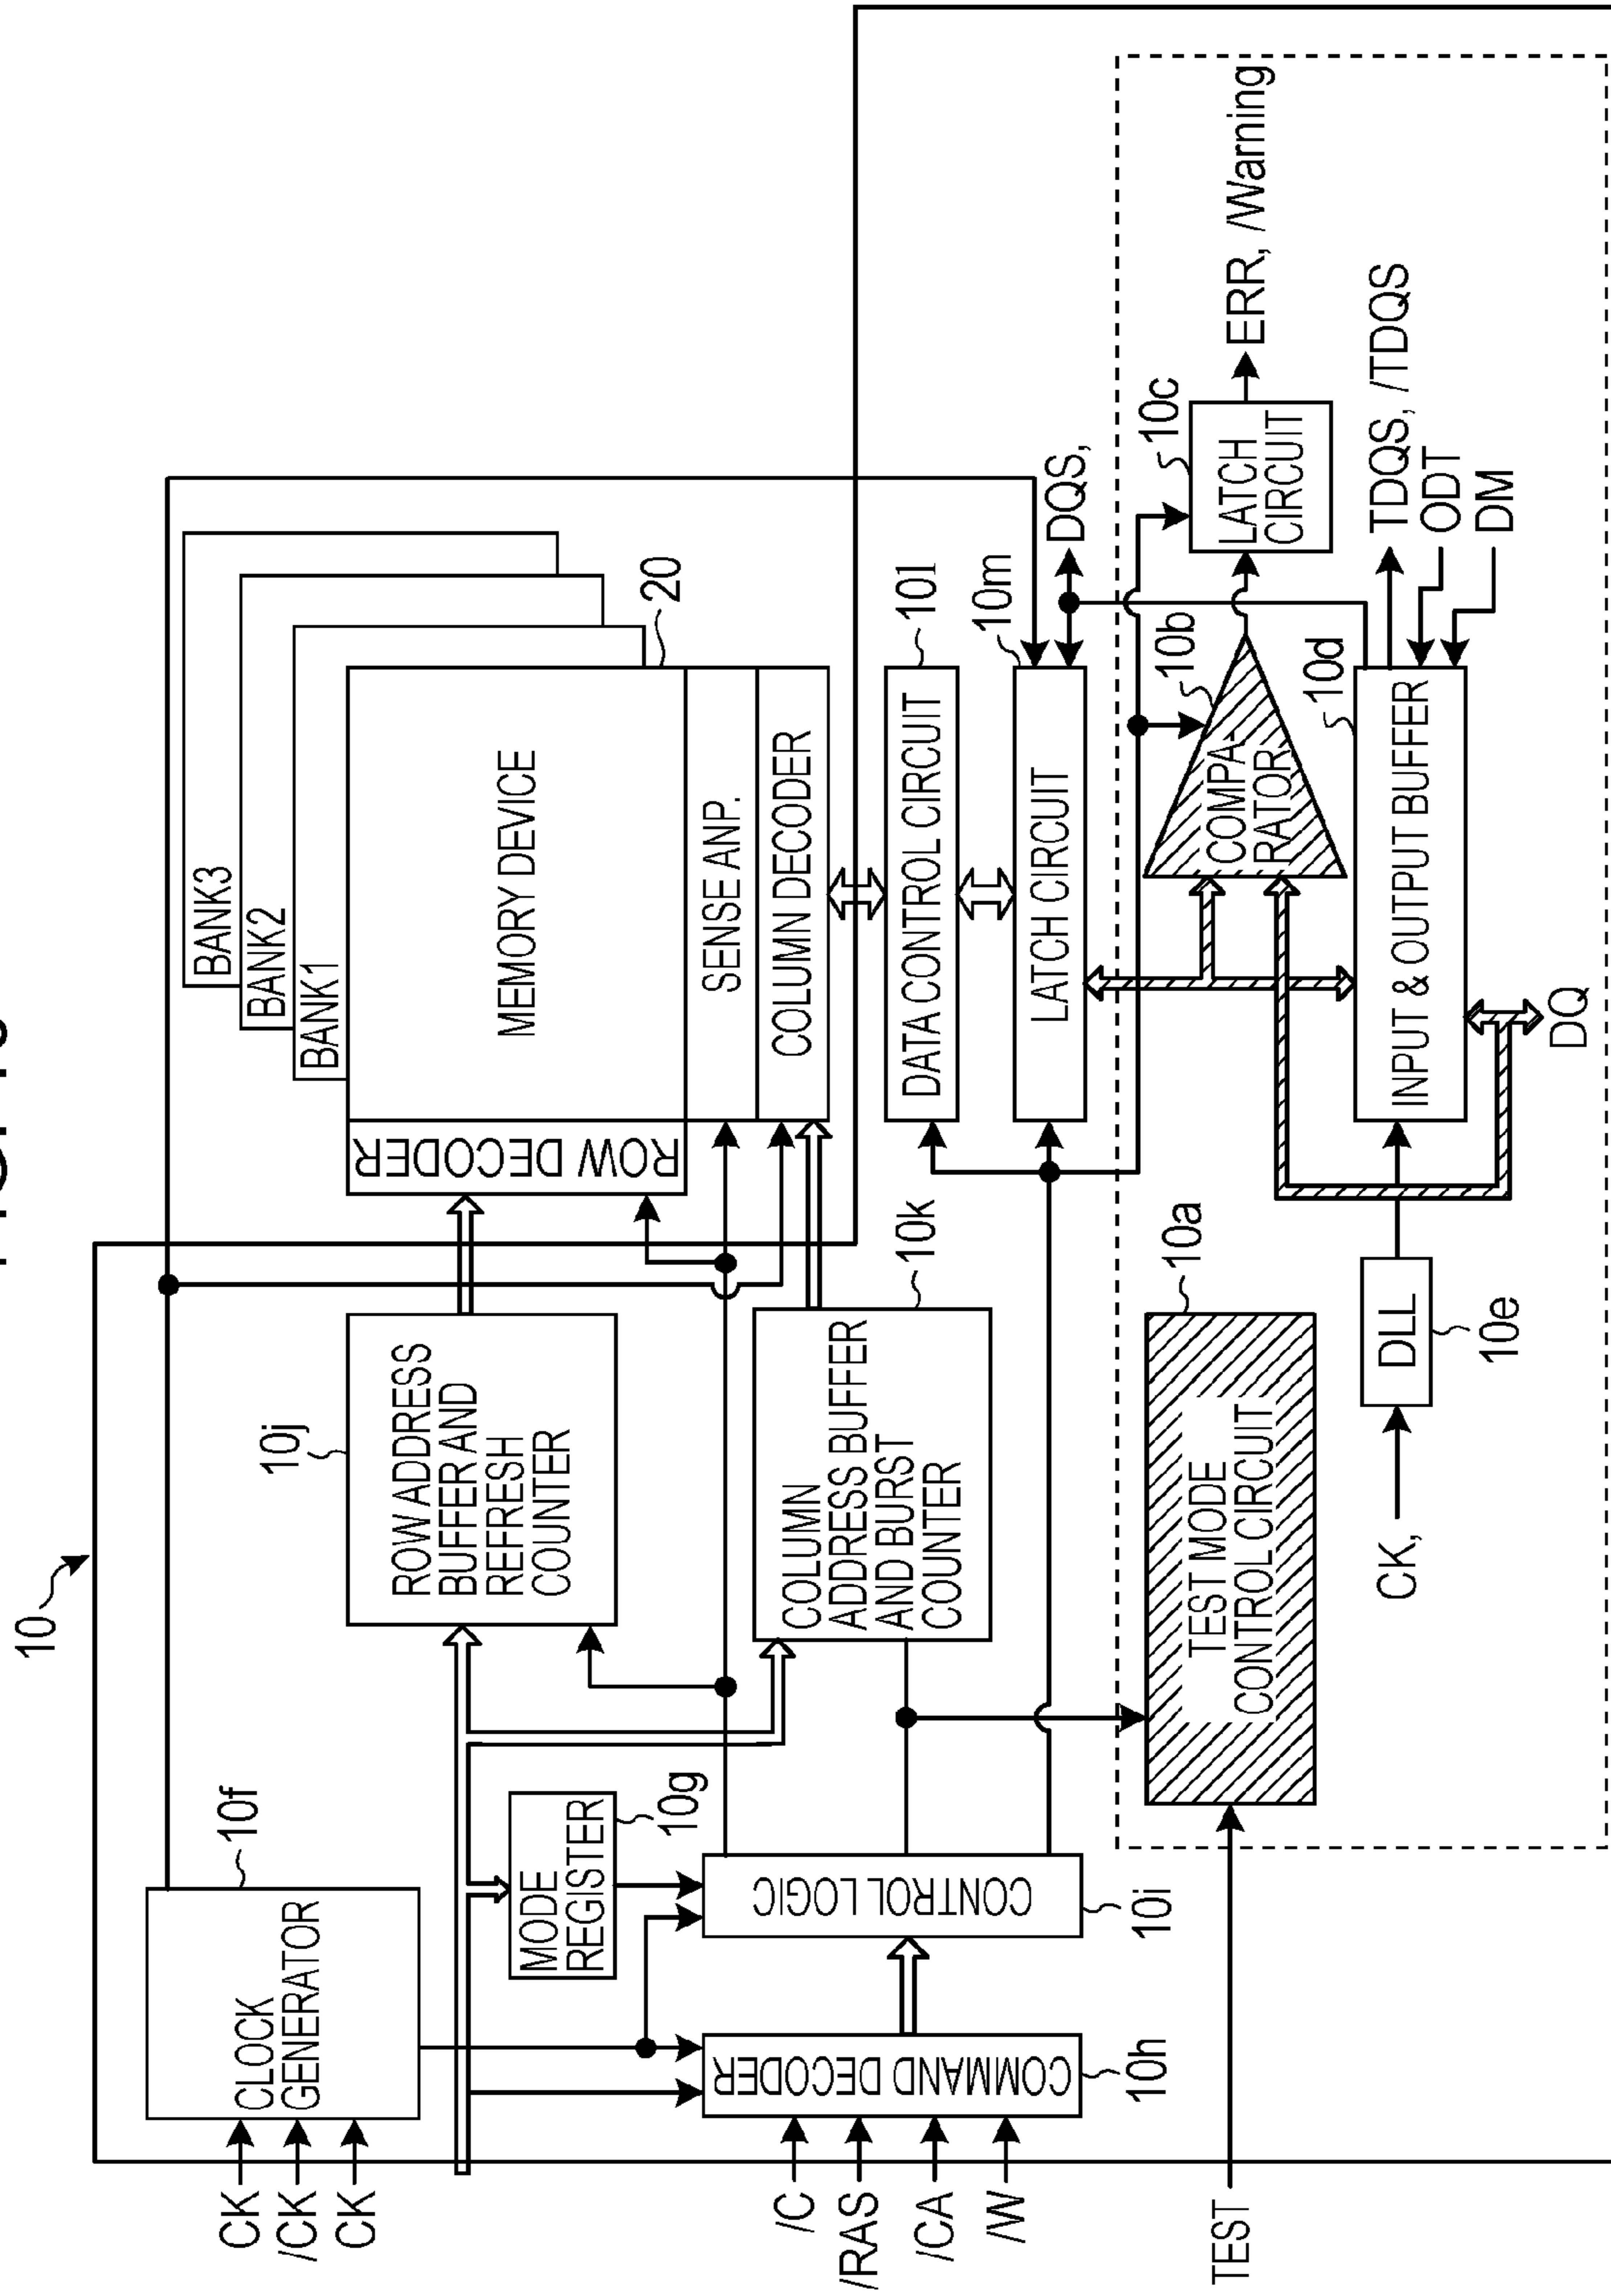 10
CK
/CK
CK
CLOCK
GENERATOR
10f
MODE
REGISTER
10g
/C
/RAS
/CA
/W
COMMAND DECODER
10h
CONTROL LOGIC
10i
ROW ADDRESS
BUFFER AND
REFRESH
COUNTER
10j
COLUMN
ADDRESS BUFFER
AND BURST
COUNTER
10k
BANK3
BANK2
BANK1
ROW DECODER
MEMORY DEVICE
20
SENSE ANP.
COLUMN DECODER
DATA CONTROL CIRCUIT
10l
LATCH CIRCUIT
10m
DQS,
TEST
TEST MODE
CONTROL CIRCUIT
10a
COMPA-
RATOR
10b
LATCH
CIRCUIT
10c
ERR, /Warning
CK,
DLL
10e
INPUT & OUTPUT BUFFER
10d
TDQS, /TDQS
ODT
DM
DQ